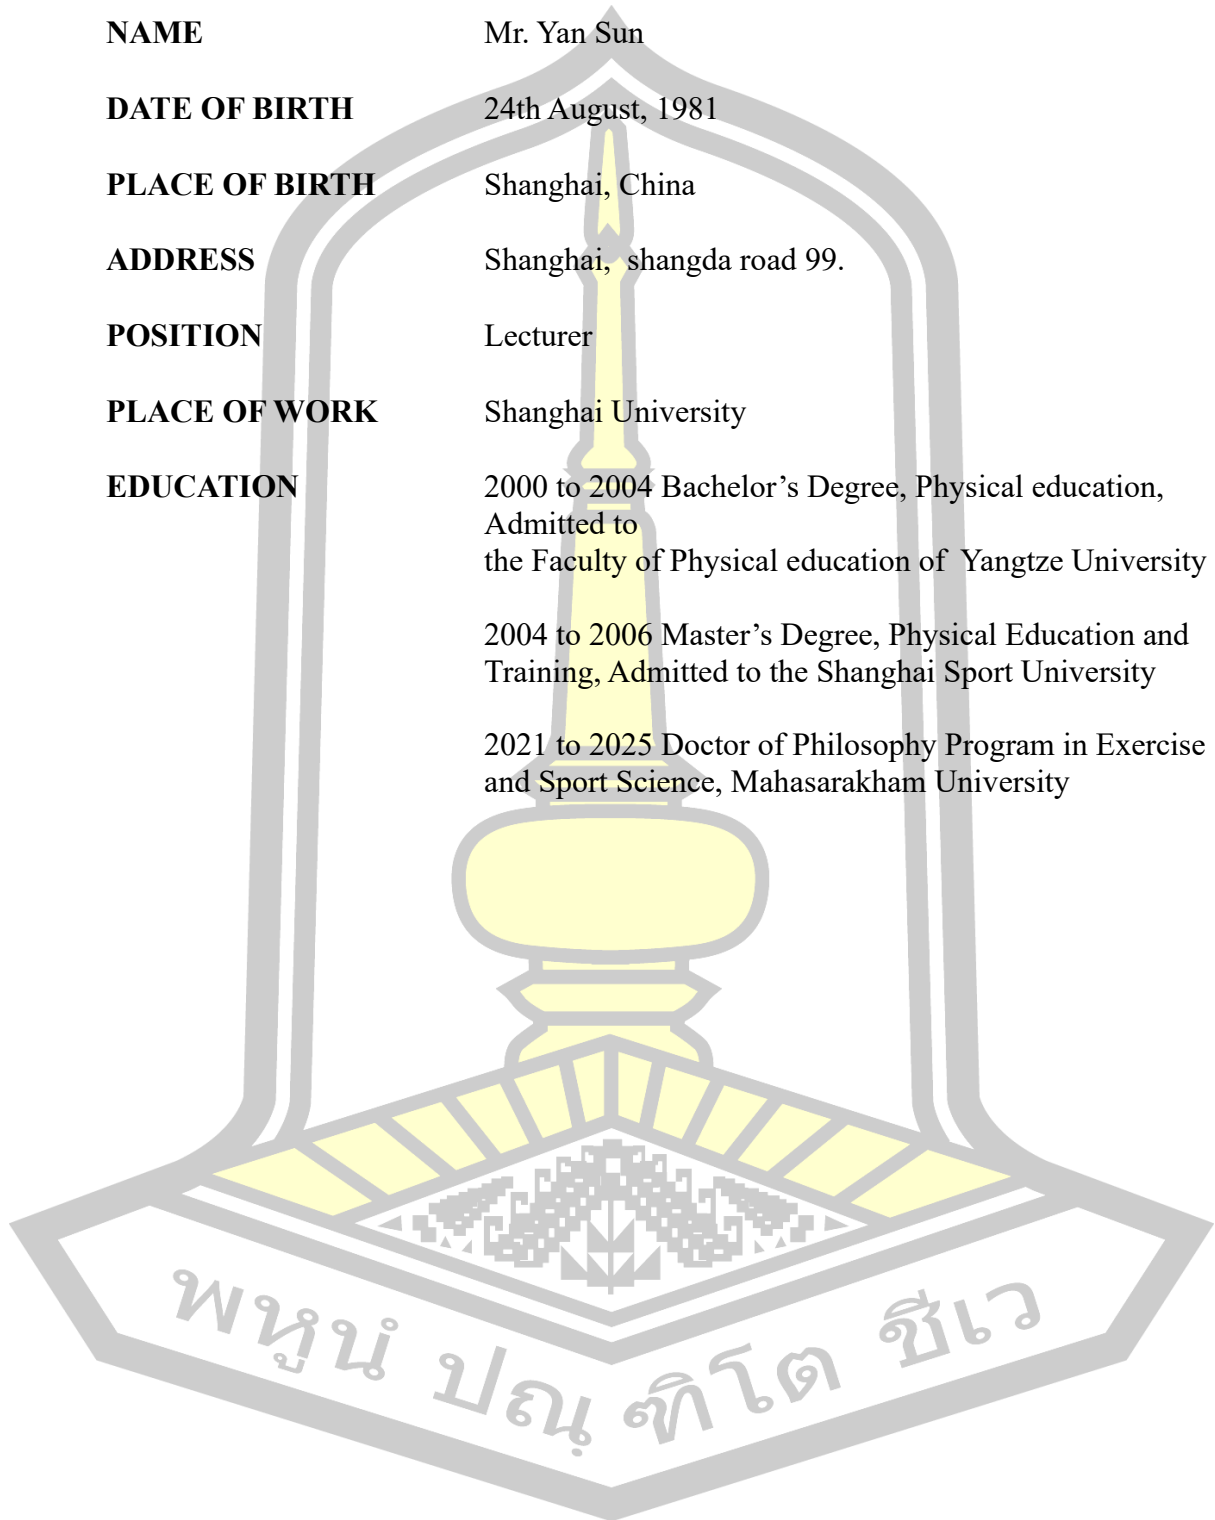 NAME Mr. Yan Sun
DATE OF BIRTH 24th August, 1981
PLACE OF BIRTH Shanghai, China
ADDRESS Shanghai,  shangda road 99.
POSITION Lecturer
PLACE OF WORK Shanghai University
EDUCATION 2000 to 2004 Bachelor’s Degree, Physical education,
Admitted to
the Faculty of Physical education of  Yangtze University
2004 to 2006 Master’s Degree, Physical Education and
Training, Admitted to the Shanghai Sport University
2021 to 2025 Doctor of Philosophy Program in Exercise
and Sport Science, Mahasarakham University
พหูนํ ปณฺฑิโต ชีเว